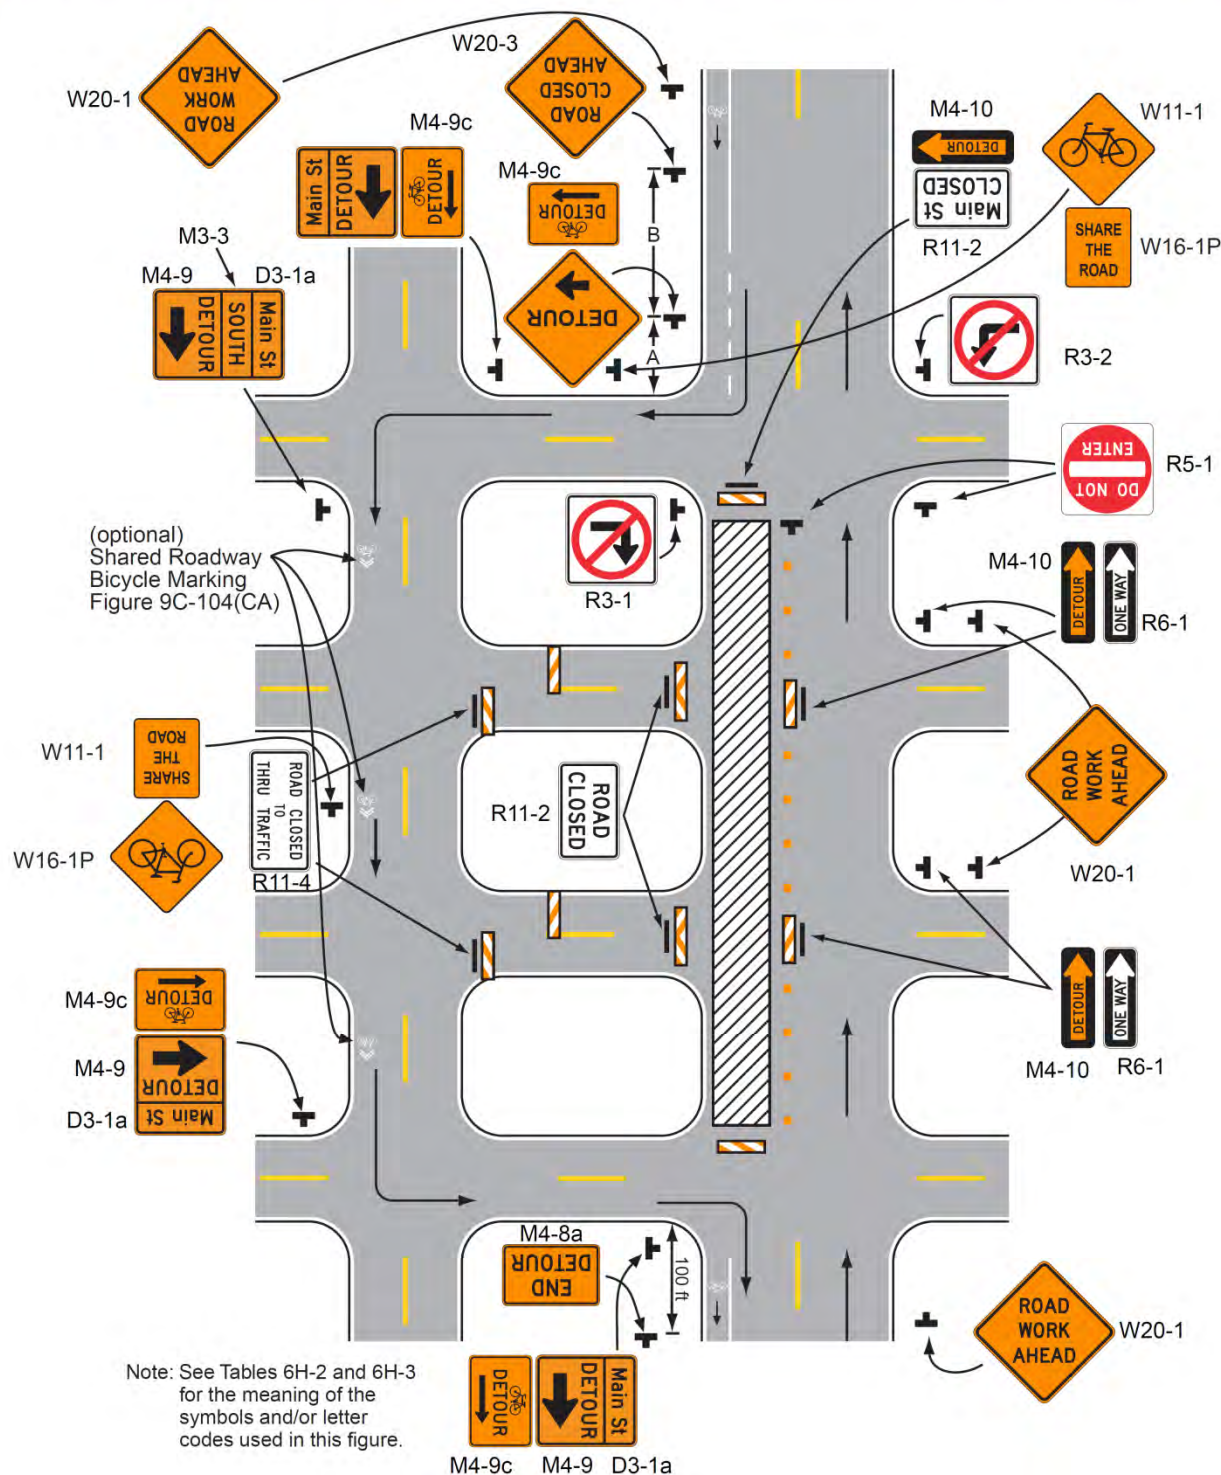 W20-1
ROAD
WORK
AHEAD
W20-3
ROAD
CLOSED
AHEAD
M4-9c
Main St
DETOUR
DETOUR
M4-9c
DETOUR
DETOUR
M4-10
DETOUR
Main St
CLOSED
R11-2
W11-1
SHARE
THE
ROAD
W16-1P
M3-3
M4-9
D3-1a
Main St
SOUTH
DETOUR
B
A
R3-2
DO NOT
ENTER
R5-1
(optional)
Shared Roadway
Bicycle Marking
Figure 9C-104(CA)
R3-1
M4-10
DETOUR
ONE WAY
R6-1
W11-1
SHARE
THE
ROAD
W16-1P
ROAD CLOSED
TO
THRU TRAFFIC
R11-4
R11-2
ROAD
CLOSED
ROAD
WORK
AHEAD
W20-1
M4-9c
DETOUR
M4-9
DETOUR
D3-1a
Main St
DETOUR
ONE WAY
M4-10
R6-1
M4-8a
END
DETOUR
100 ft
ROAD
WORK
AHEAD
W20-1
Note: See Tables 6H-2 and 6H-3
for the meaning of the
symbols and/or letter
codes used in this figure.
DETOUR
Main St
DETOUR
M4-9c
M4-9
D3-1a